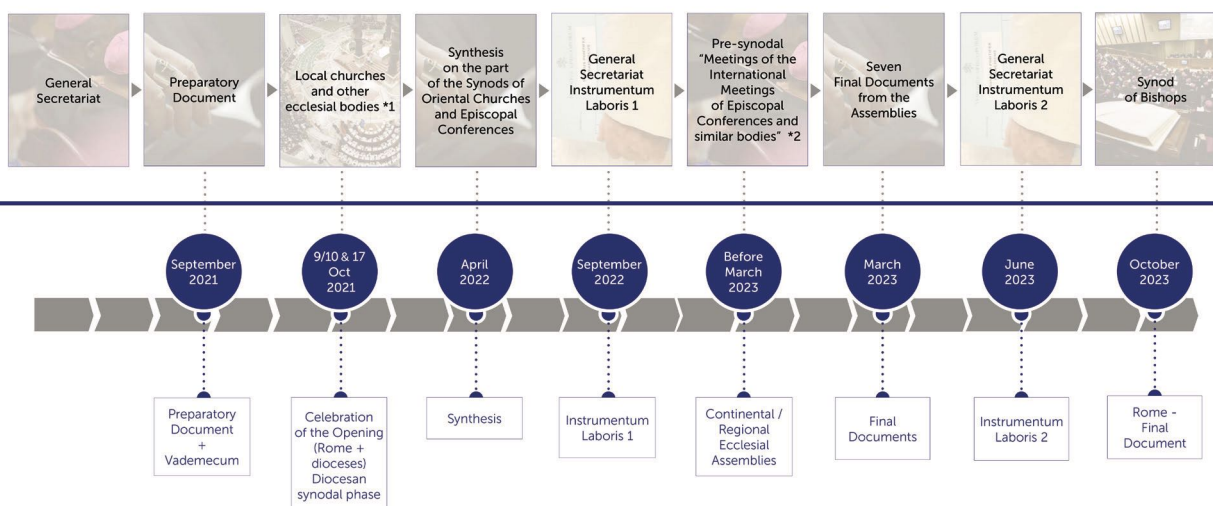 General
Secretariat
Preparatory
Document
Local churches
and other
ecclesial bodies *1
Synthesis
on the part
of the Synods of
Oriental Churches
and Episcopal
Conferences
General
Secretariat
Instrumentum
Laboris 1
Pre-synodal
“Meetings of the
International
Meetings
of Episcopal
Conferences and
similar bodies” *2
Seven
Final Documents
from the
Assemblies
General
Secretariat
Instrumentum
Laboris 2
Synod
of Bishops
September
2021
9/10 & 17
Oct
2021
April
2022
September
2022
Before
March
2023
March
2023
June
2023
October
2023
Preparatory
Document
+
Vademecum
Celebration
of the Opening
(Rome +
dioceses)
Diocesan
synodal phase
Synthesis
Instrumentum
Laboris 1
Continental /
Regional
Ecclesial
Assemblies
Final
Documents
Instrumentum
Laboris 2
Rome -
Final
Document